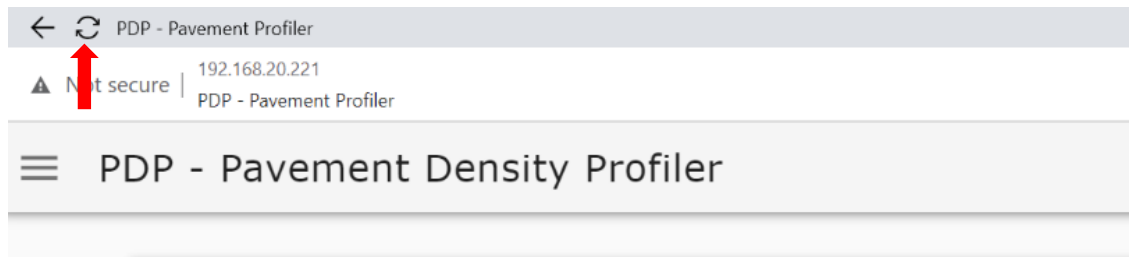 PDP - Pavement Profiler
Not secure
192.168.20.221
PDP - Pavement Profiler
PDP - Pavement Density Profiler